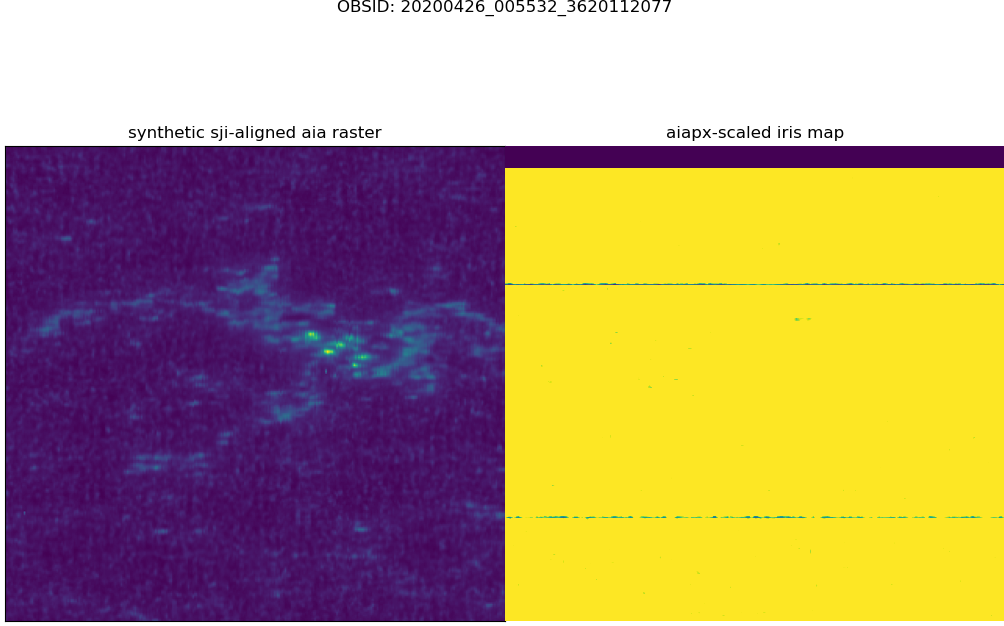 OBSID: 20200426_005532_3620112077
synthetic sji-aligned aia raster
aiapx-scaled iris map